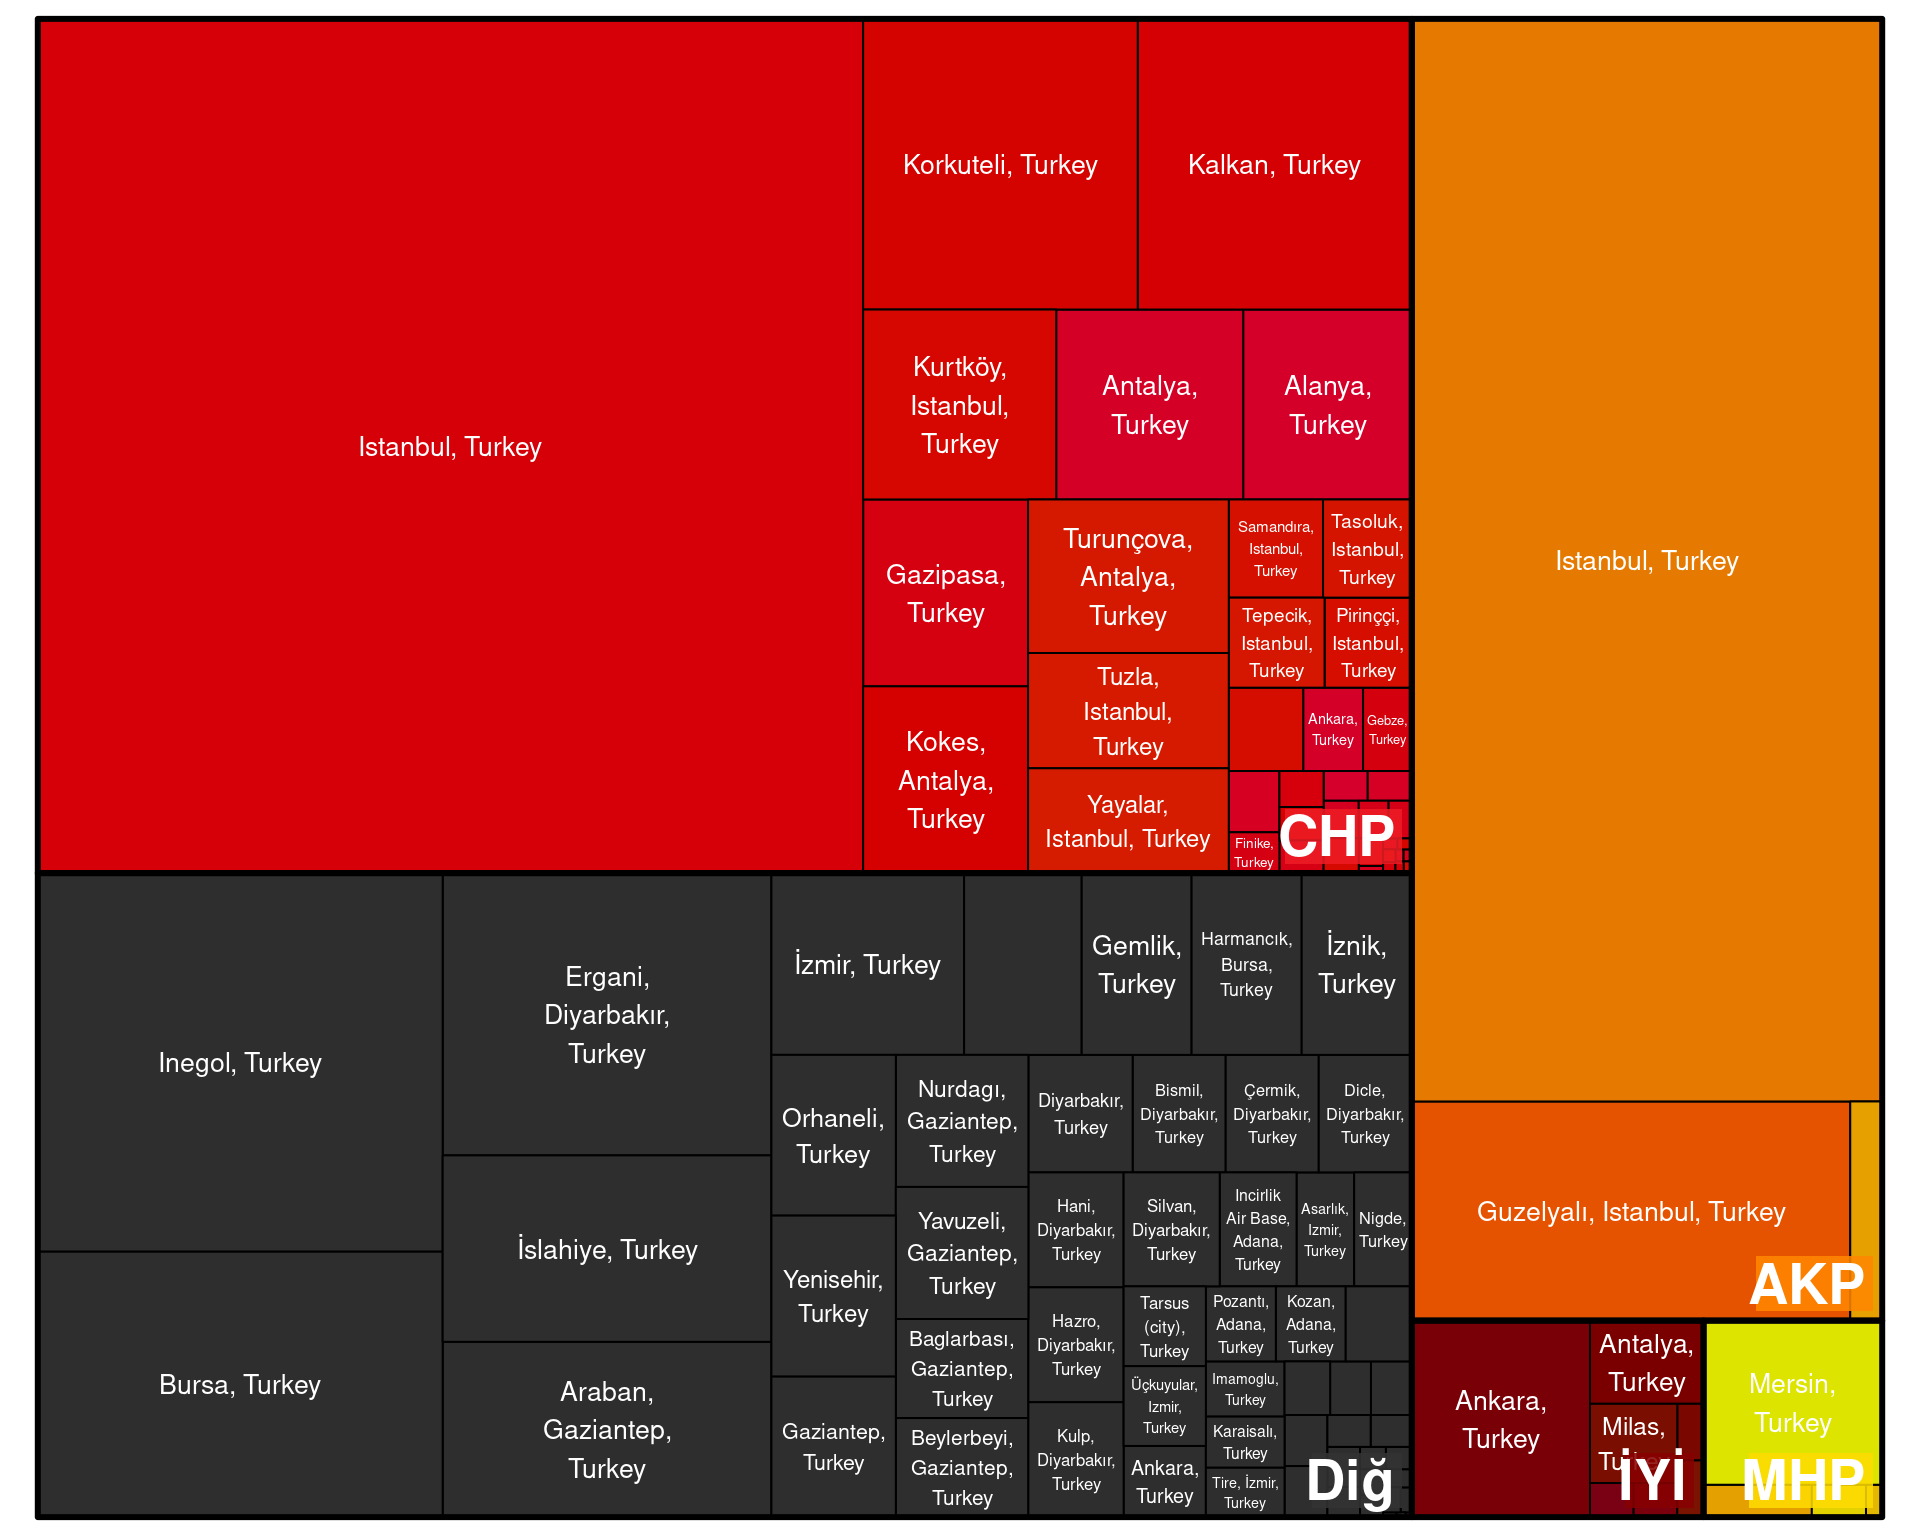 Istanbul, Turkey
Korkuteli, Turkey
Kalkan, Turkey
Kurtköy,
Istanbul,
Turkey
Antalya,
Turkey
Alanya,
Turkey
Gazipasa,
Turkey
Kokes,
Antalya,
Turkey
Turunçova,
Antalya,
Turkey
Tuzla,
Istanbul,
Turkey
Yayalar,
Istanbul, Turkey
Samandıra,
Istanbul,
Turkey
Tasoluk,
Istanbul,
Turkey
Tepecik,
Istanbul,
Turkey
Pirinççi,
Istanbul,
Turkey
Ankara,
Turkey
Gebze,
Turkey
Finike,
Turkey
CHP
Istanbul, Turkey
Guzelyalı, Istanbul, Turkey
AKP
Inegol, Turkey
Bursa, Turkey
Ergani,
Diyarbakır,
Turkey
İslahiye, Turkey
Araban,
Gaziantep,
Turkey
İzmir, Turkey
Gemlik,
Turkey
Harmancık,
Bursa,
Turkey
İznik,
Turkey
Orhaneli,
Turkey
Yenisehir,
Turkey
Gaziantep,
Turkey
Nurdagı,
Gaziantep,
Turkey
Yavuzeli,
Gaziantep,
Turkey
Baglarbası,
Gaziantep,
Turkey
Beylerbeyi,
Gaziantep,
Turkey
Diyarbakır,
Turkey
Bismil,
Diyarbakır,
Turkey
Çermik,
Diyarbakır,
Turkey
Dicle,
Diyarbakır,
Turkey
Hani,
Diyarbakır,
Turkey
Hazro,
Diyarbakır,
Turkey
Kulp,
Diyarbakır,
Turkey
Silvan,
Diyarbakır,
Turkey
Incirlik
Air Base,
Adana,
Turkey
Asarlık,
Izmir,
Turkey
Nigde,
Turkey
Tarsus
(city),
Turkey
Üçkuyular,
Izmir,
Turkey
Ankara,
Turkey
Pozantı,
Adana,
Turkey
Kozan,
Adana,
Turkey
Imamoglu,
Turkey
Karaisalı,
Turkey
Tire, İzmir,
Turkey
Diğ
Ankara,
Turkey
Antalya,
Turkey
Milas,
Turkey
İYİ
Mersin,
Turkey
MHP